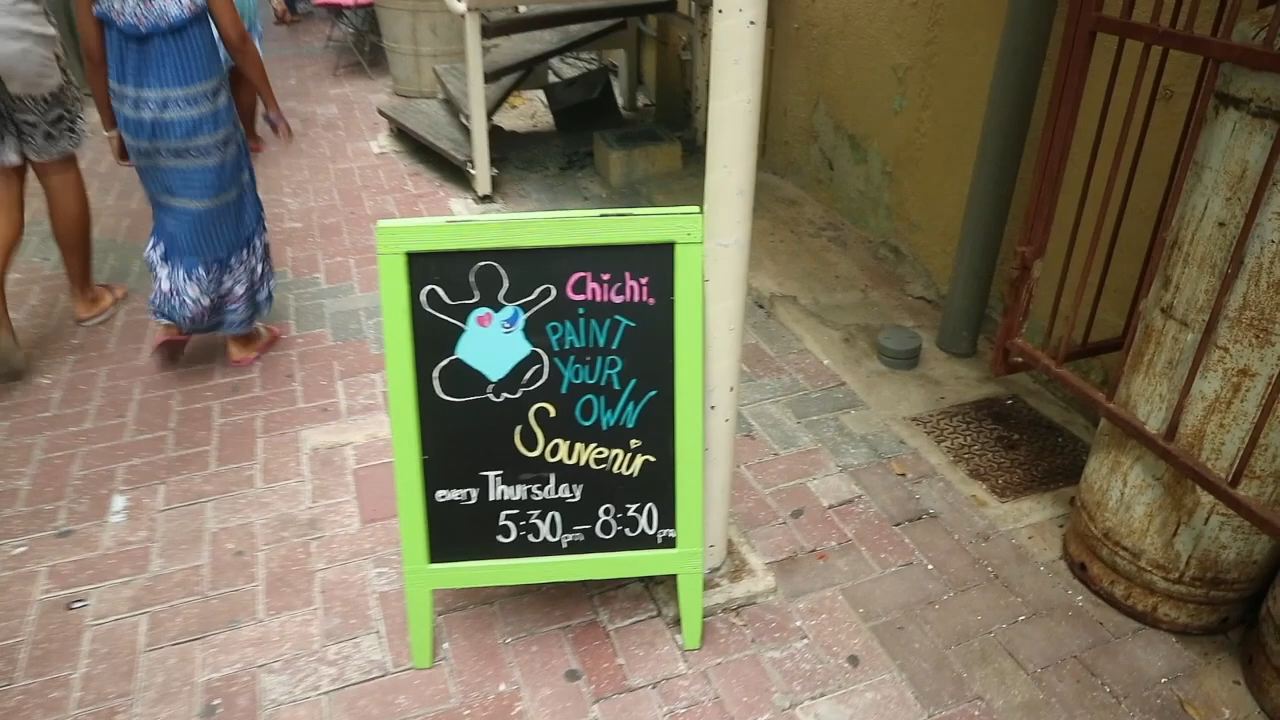 Chichi,
PAINT
YOUR
OWN
Souvenir
every Thursday
5:30pm-8:30pm